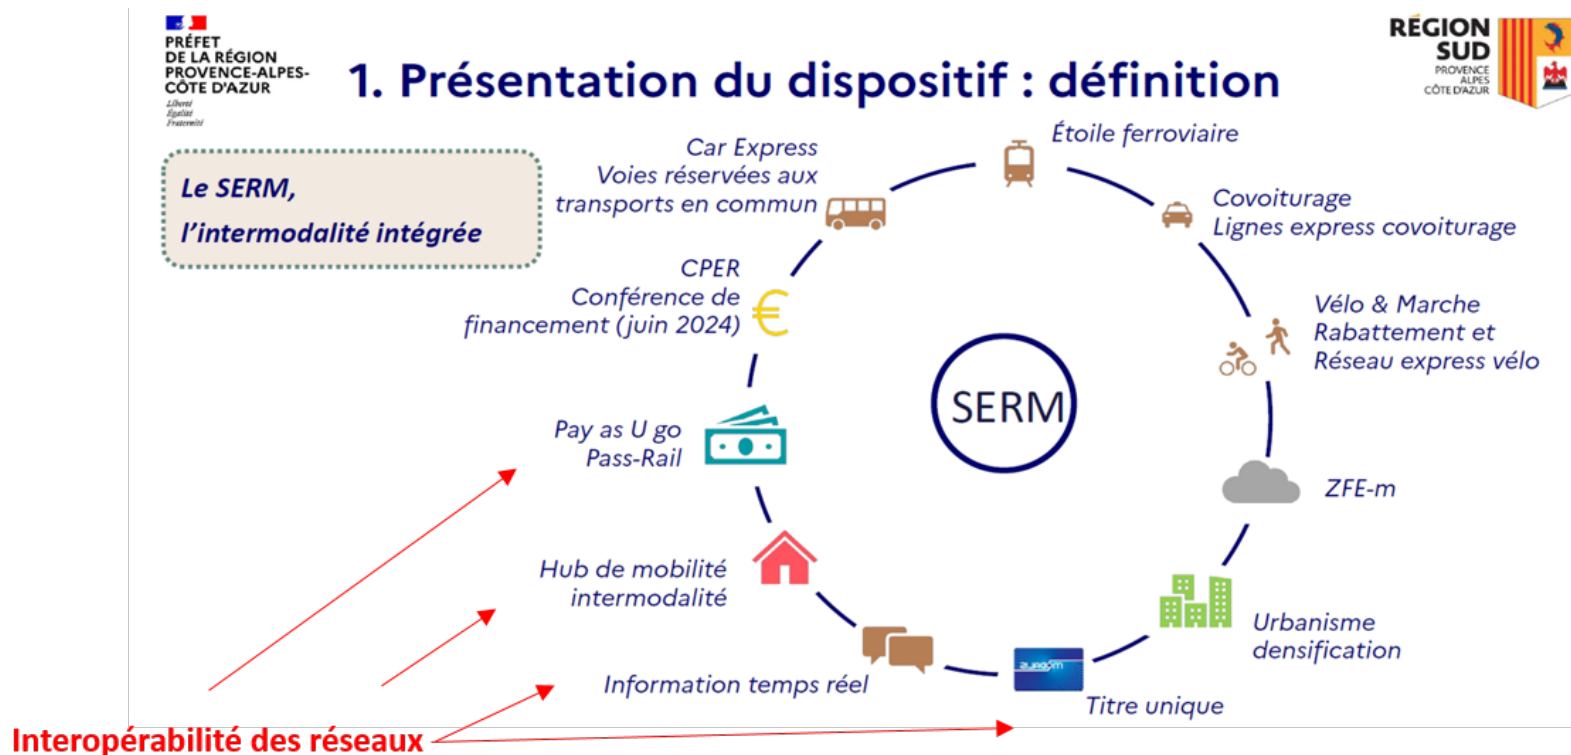 PRÉFET
DE LA RÉGION
PROVENCE-ALPES-
CÔTE D'AZUR
Liberté
Égalité
Fraternité
1. Présentation du dispositif : définition
RÉGION
SUD
PROVENCE
ALPES
CÔTE D'AZUR
Le SERM,
l'intermodalité intégrée
Étoile ferroviaire
Covoiturage
Lignes express covoiturage
Vélo & Marche
Rabattement et
Réseau express vélo
ZFE-m
Urbanisme
densification
Titre unique
Information temps réel
Hub de mobilité
intermodalité
Pay as U go
Pass-Rail
CPER
Conférence de
financement (juin 2024)
€
Car Express
Voies réservées aux
transports en commun
SERM
Interopérabilité des réseaux